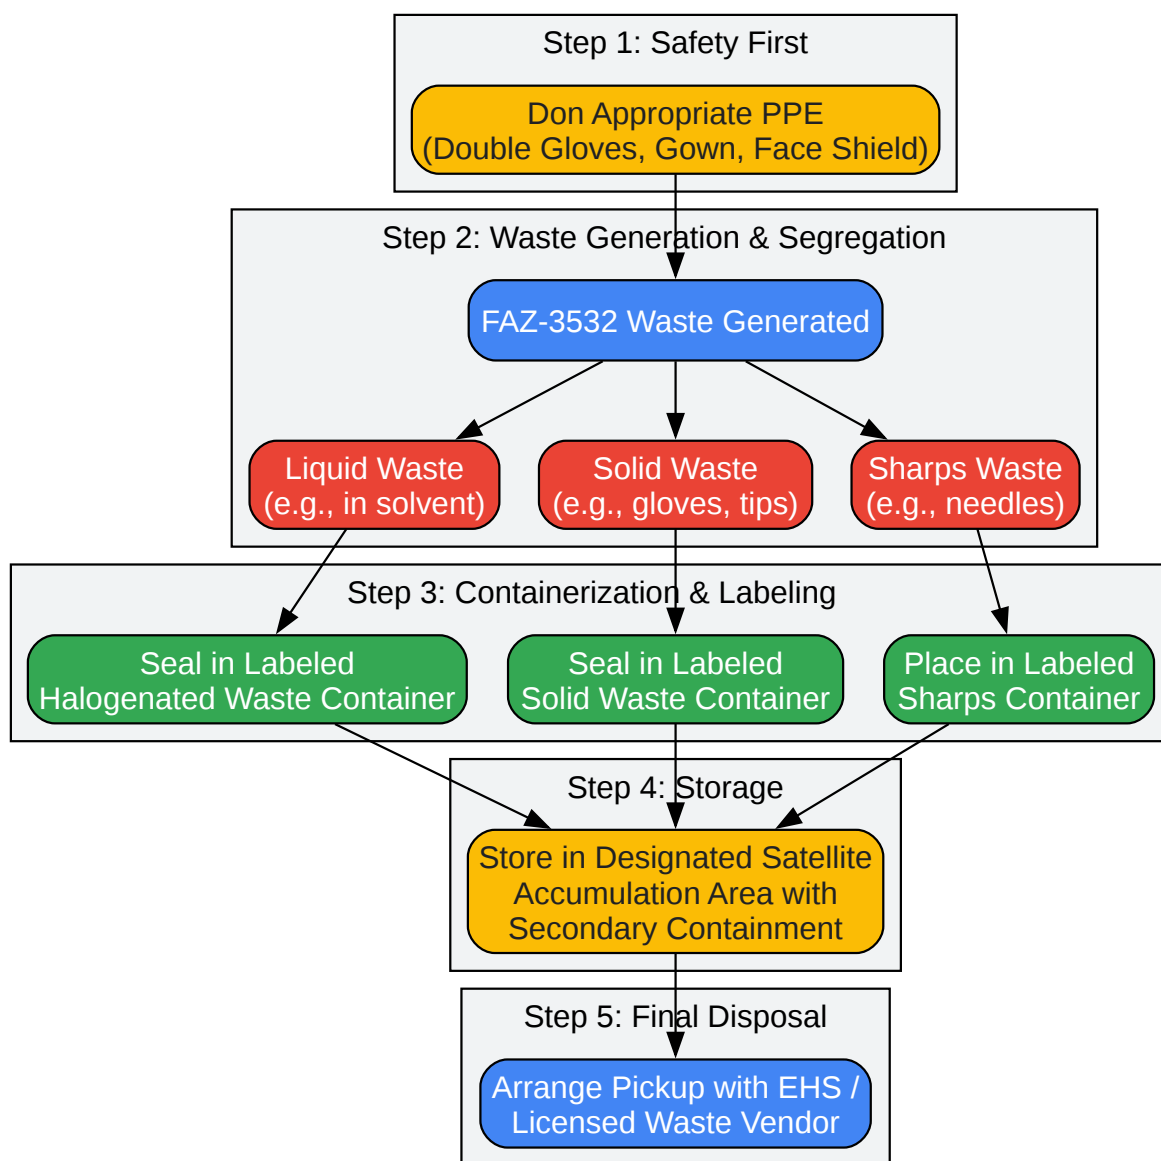 Step 1: Safety First
Don Appropriate PPE
(Double Gloves, Gown, Face Shield)
Step 2: Waste Generation & Segregation
FAZ-3532 Waste Generated
Liquid Waste
(e.g., in solvent)
Solid Waste
(e.g., gloves, tips)
Sharps Waste
(e.g., needles)
Step 3: Containerization & Labeling
Seal in Labeled
Halogenated Waste Container
Seal in Labeled
Solid Waste Container
Place in Labeled
Sharps Container
Step 4: Storage
Store in Designated Satellite
Accumulation Area with
Secondary Containment
Step 5: Final Disposal
Arrange Pickup with EHS /
Licensed Waste Vendor